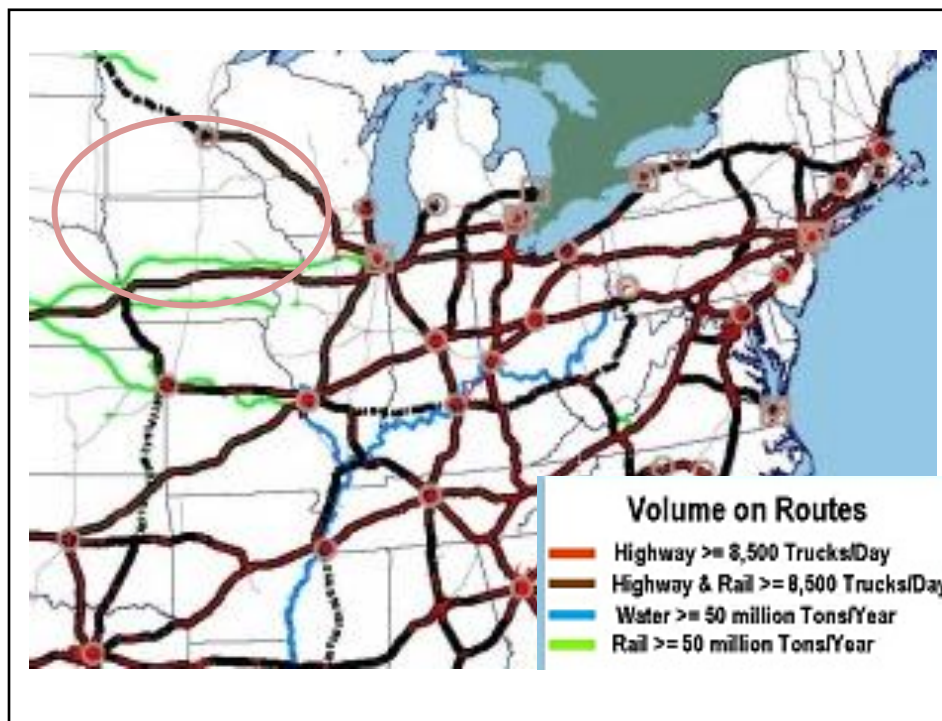 Volume on Routes
Highway >= 8,500 Trucks/Day
Highway & Rail >= 8,500 Trucks/Day
Water >= 50 million Tons/Year
Rail >= 50 million Tons/Year